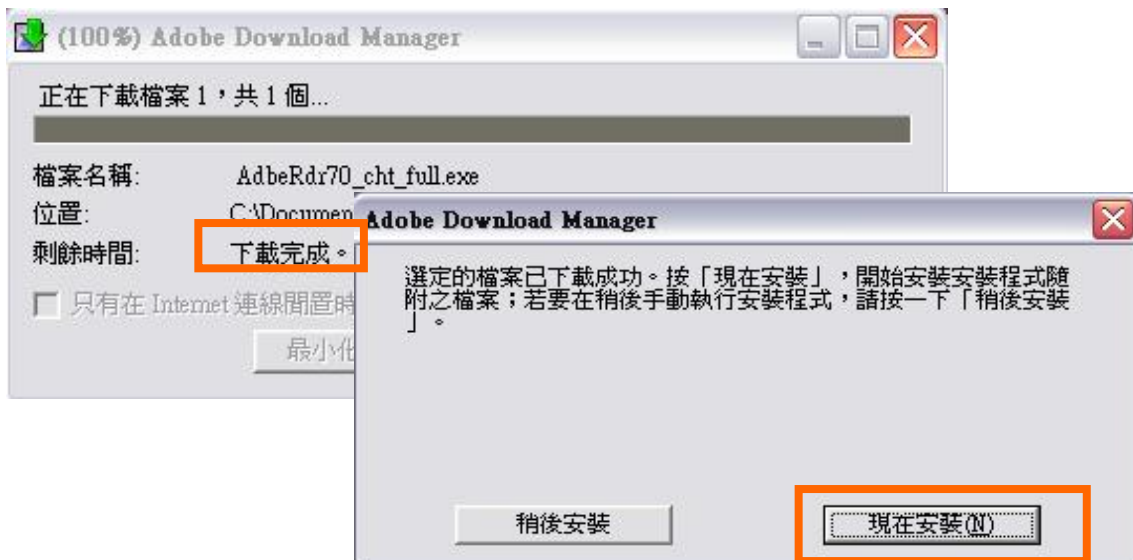 (100%) Adobe Download Manager
正在下載檔案 1，共 1 個...
檔案名稱: AdbeRdr70_cht_full.exe
位置: C:\Documen
剩餘時間: 下載完成。
只有在 Internet 連線閒置時
最小化
Adobe Download Manager
選定的檔案已下載成功。按「現在安裝」，開始安裝安裝程式隨
附之檔案；若要在稍後手動執行安裝程式，請按一下「稍後安裝
」。
稍後安裝 現在安裝(N)